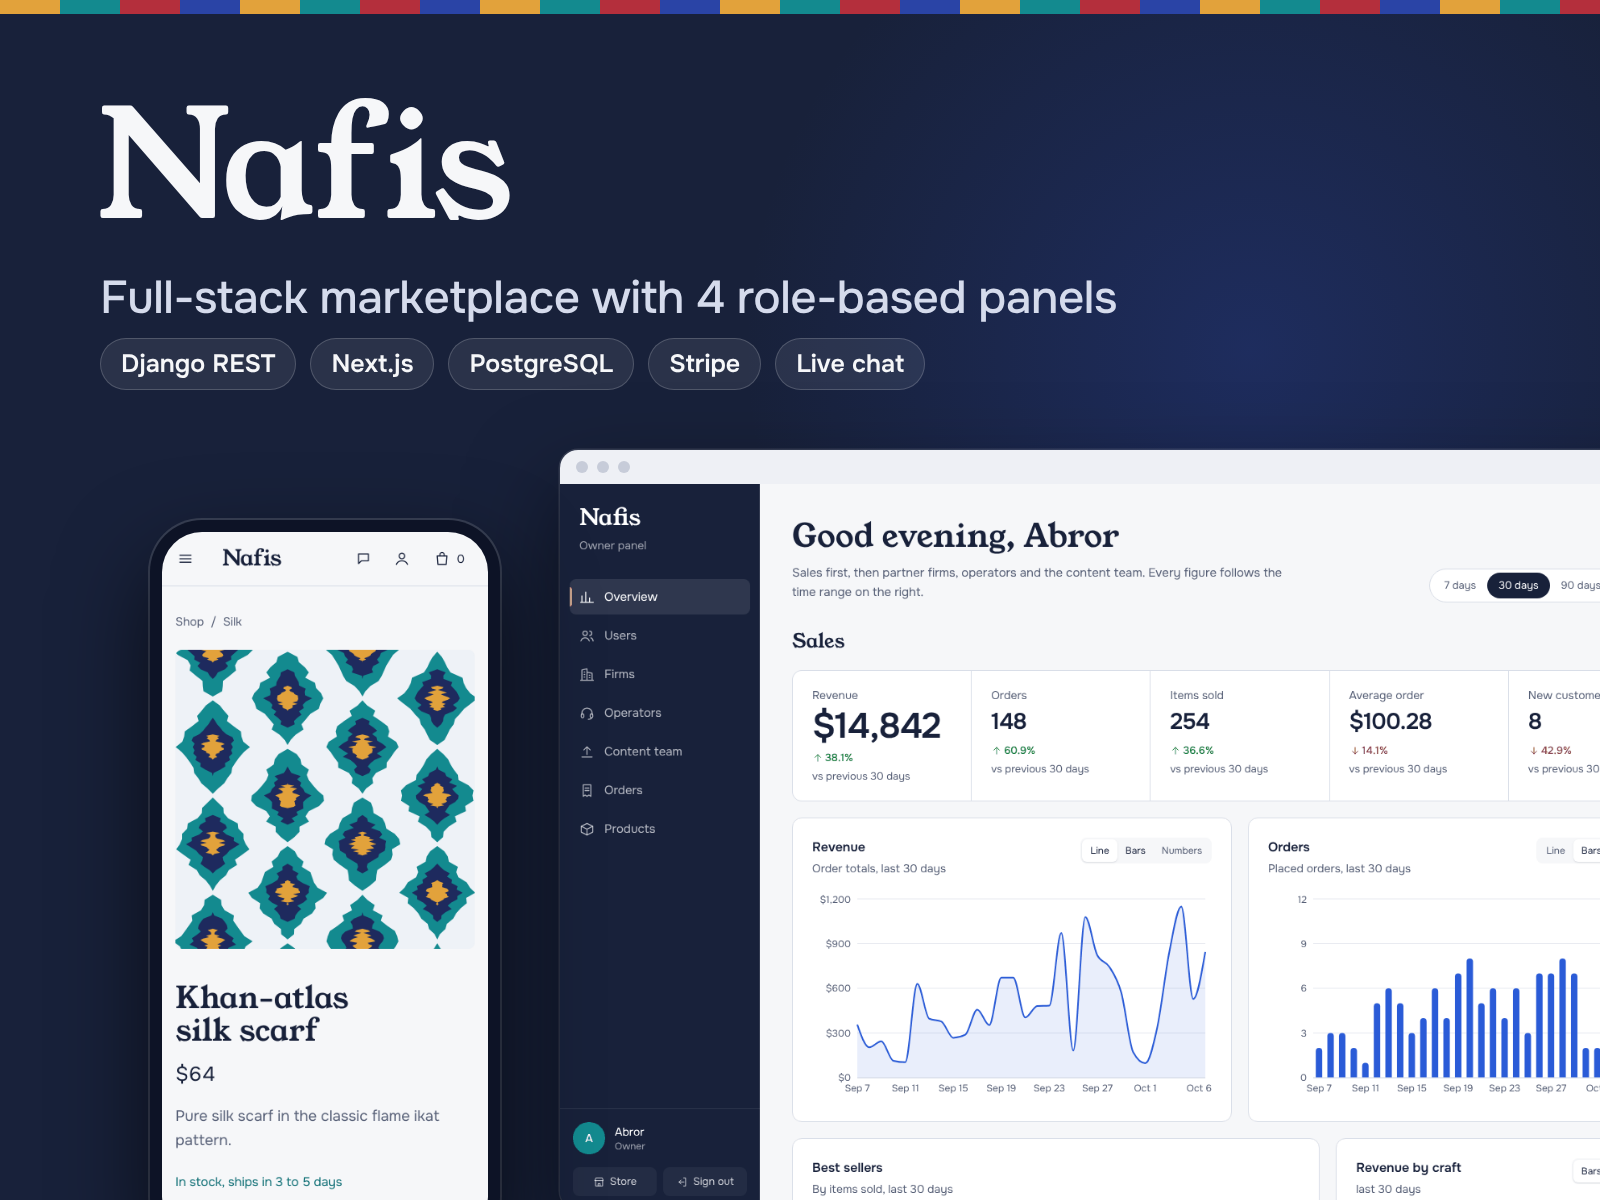 Nafis
Full-stack marketplace with 4 role-based panels
Django REST
Next.js
PostgreSQL
Stripe
Live chat
Nafis
0
Shop / Silk
Khan-atlas
silk scarf
$64
Pure silk scarf in the classic flame ikat
pattern.
In stock, ships in 3 to 5 days
Nafis
Owner panel
Overview
Users
Firms
Operators
Content team
Orders
Products
A
Abror
Owner
Store
Sign out
Good evening, Abror
Sales first, then partner firms, operators and the content team. Every figure follows the
time range on the right.
7 days
30 days
90 days
Sales
Revenue
$14,842
↑ 38.1%
vs previous 30 days
Orders
148
↑ 60.9%
vs previous 30 days
Items sold
254
↑ 36.6%
vs previous 30 days
Average order
$100.28
↓ 14.1%
vs previous 30 days
New custome
8
↓ 42.9%
vs previous 30
Revenue
Order totals, last 30 days
Line
Bars
Numbers
$1,200
$900
$600
$300
$0
Sep 7
Sep 11
Sep 15
Sep 19
Sep 23
Sep 27
Oct 1
Oct 6
Orders
Placed orders, last 30 days
Line
Bars
12
9
6
3
0
Sep 7
Sep 11
Sep 15
Sep 19
Sep 23
Sep 27
Oct
Best sellers
By items sold, last 30 days
Revenue by craft
last 30 days
Bars